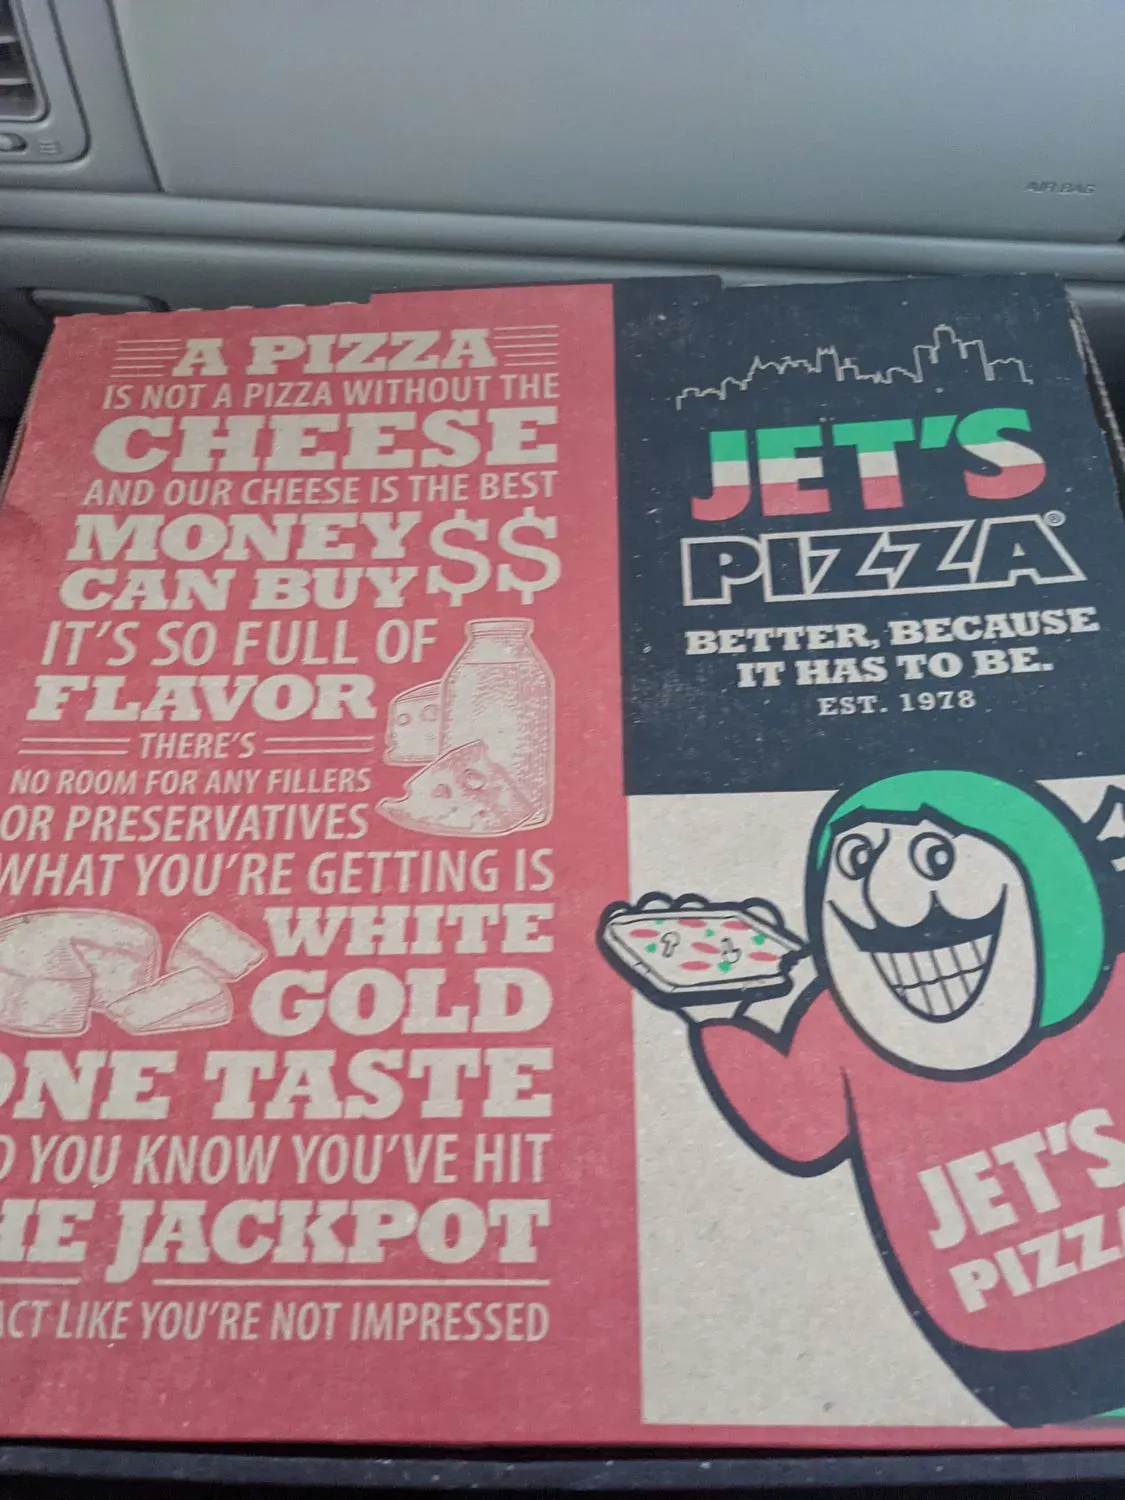 AIR BAG
A PIZZA
IS NOT A PIZZA WITHOUT THE
CHEESE
AND OUR CHEESE IS THE BEST
MONEY $$
CAN BUY
IT'S SO FULL OF
FLAVOR
THERE'S
NO ROOM FOR ANY FILLERS
OR PRESERVATIVES
WHAT YOU'RE GETTING IS
WHITE
GOLD
ONE TASTE
YOU KNOW YOU'VE HIT
JACKPOT
ACT LIKE YOU'RE NOT IMPRESSED
JET'S
PIZZA®
BETTER, BECAUSE
IT HAS TO BE.
EST. 1978
JET'S
PIZZA